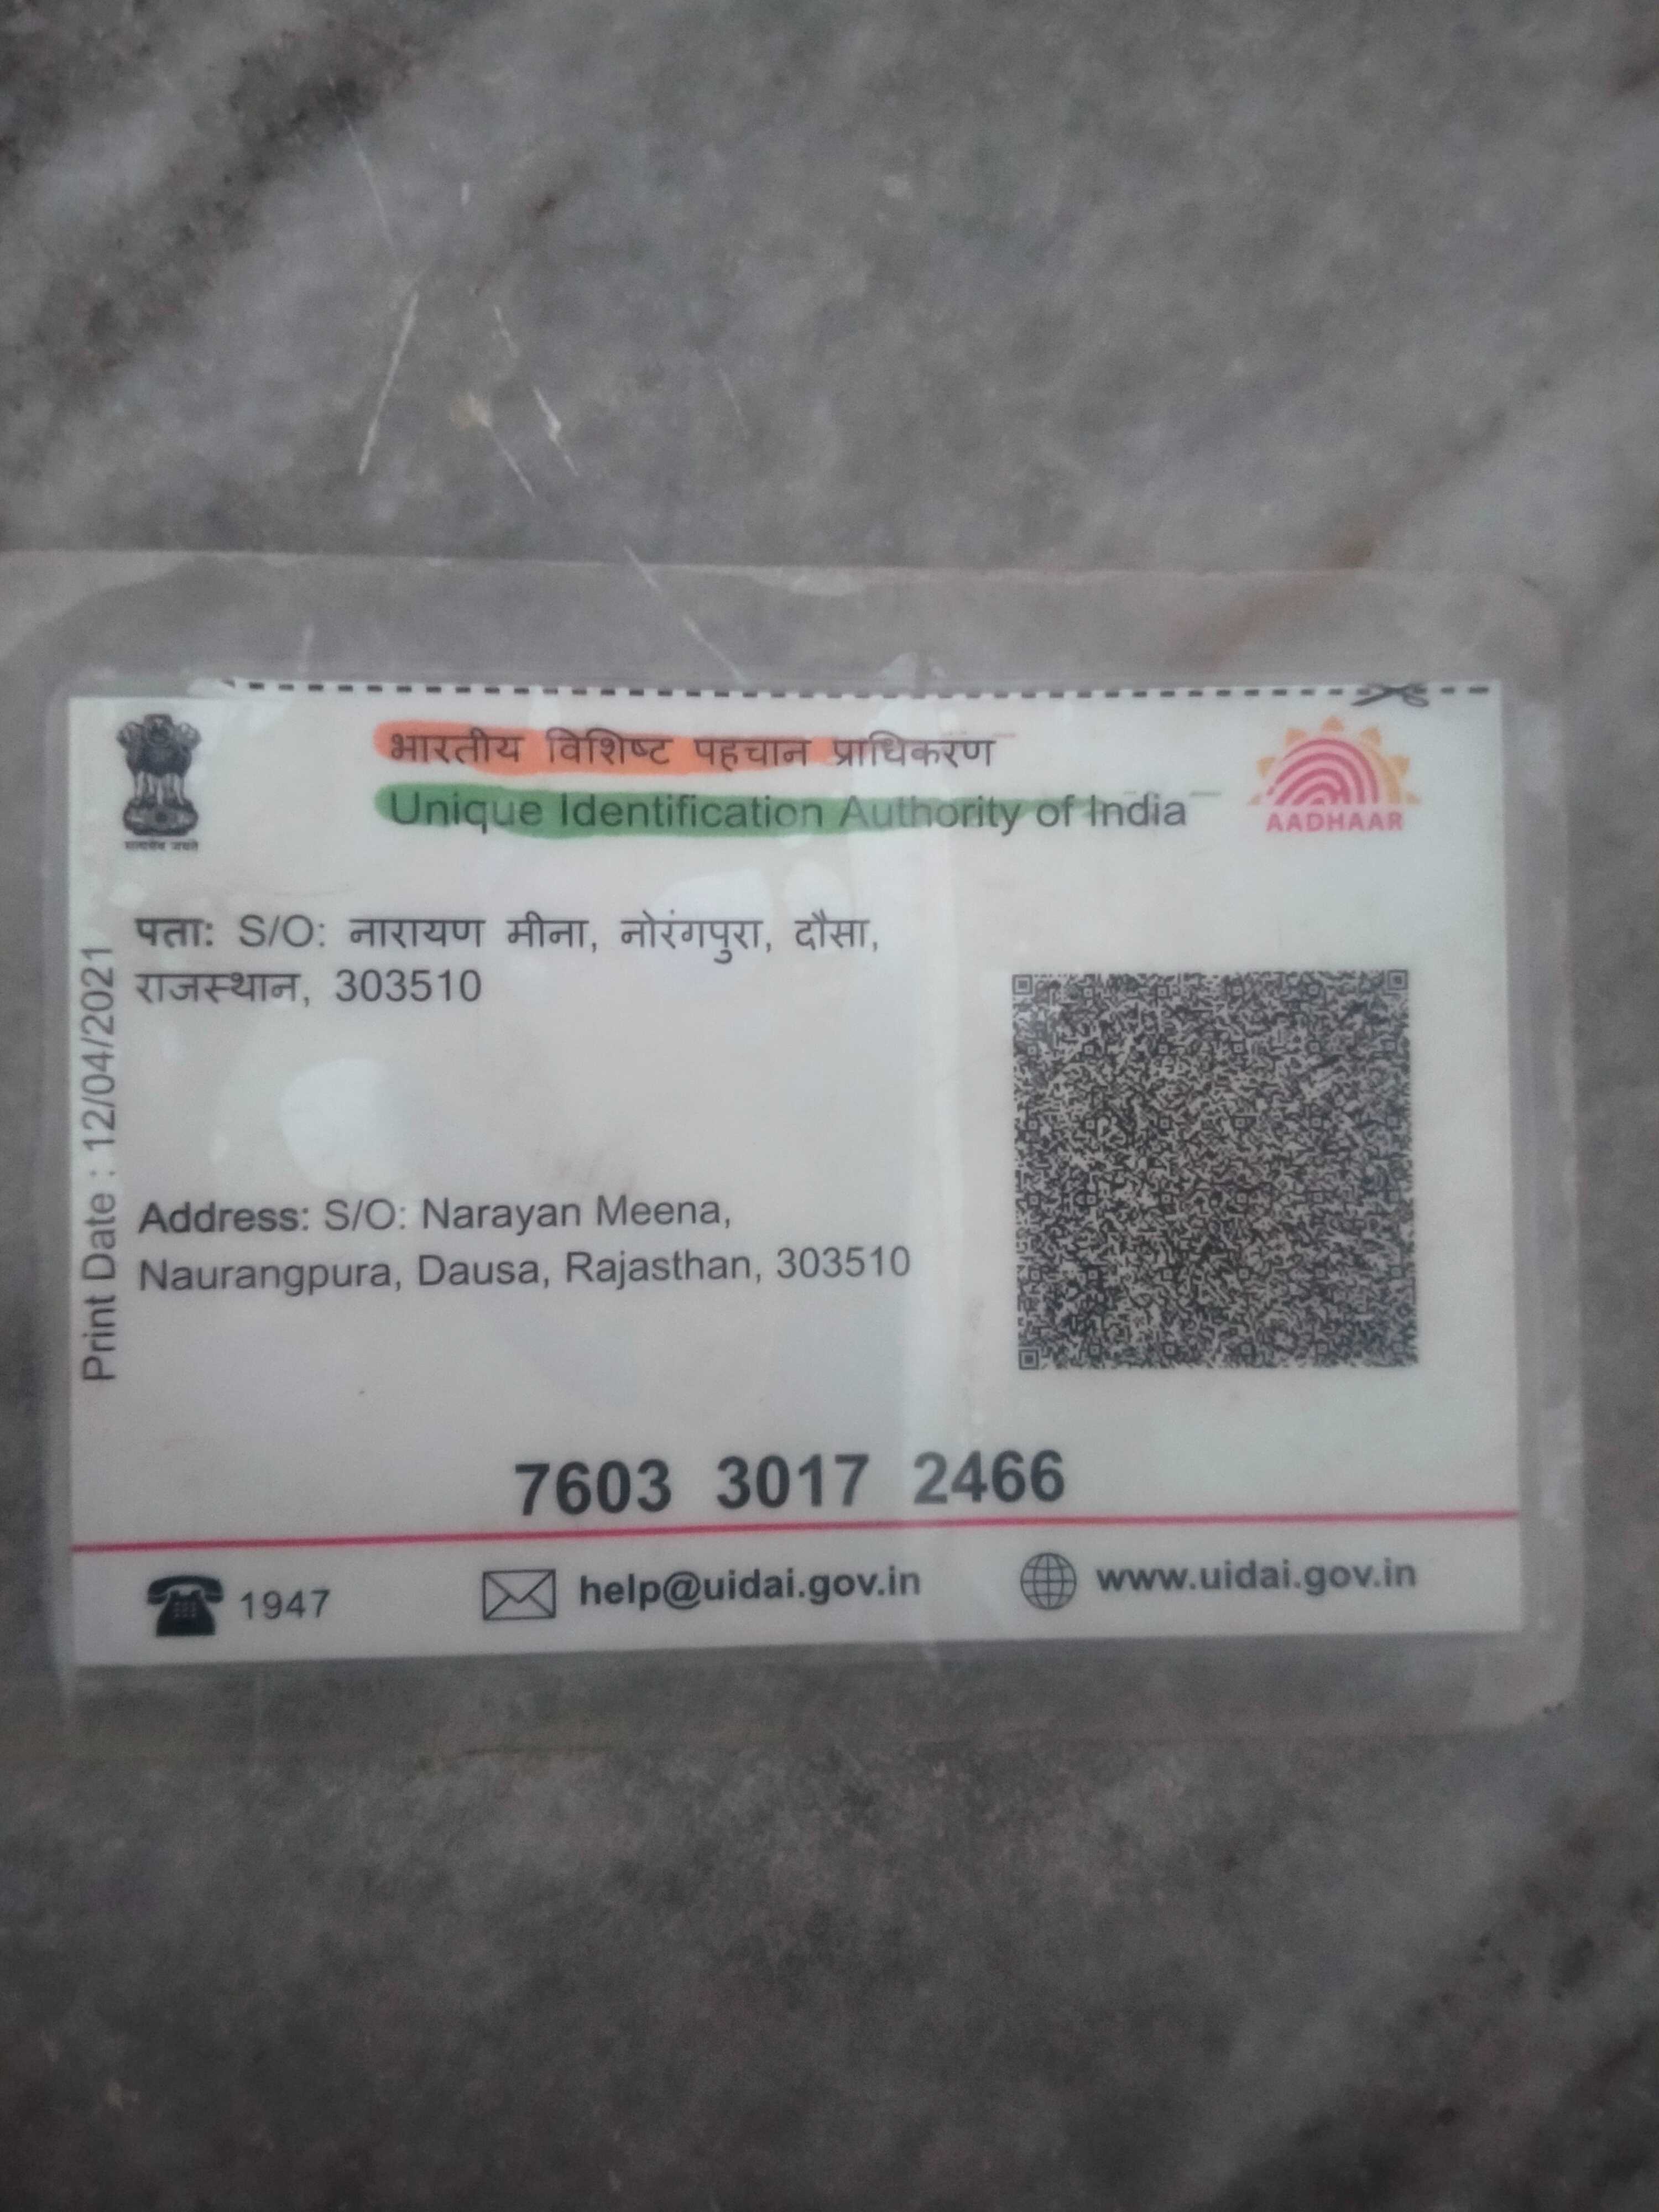 भारतीय विशिष्ट पहचान प्राधिकरण
Unique Identification Authority of India
AADHAAR
सत्यमेव जयते
पता: S/O: नारायण मीना, नोरंगपुरा, दौसा,
राजस्थान, 303510
Print Date : 12/04/2021
Address: S/O: Narayan Meena,
Naurangpura, Dausa, Rajasthan, 303510
7603 3017 2466
1947
help@uidai.gov.in
www.uidai.gov.in